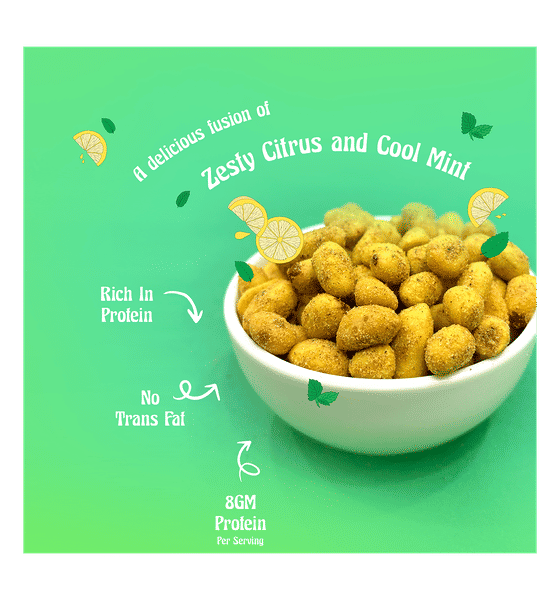 A delicious fusion of
Zesty Citrus and Cool Mint
Rich In
Protein
No
Trans Fat
8GM
Protein
Per Serving